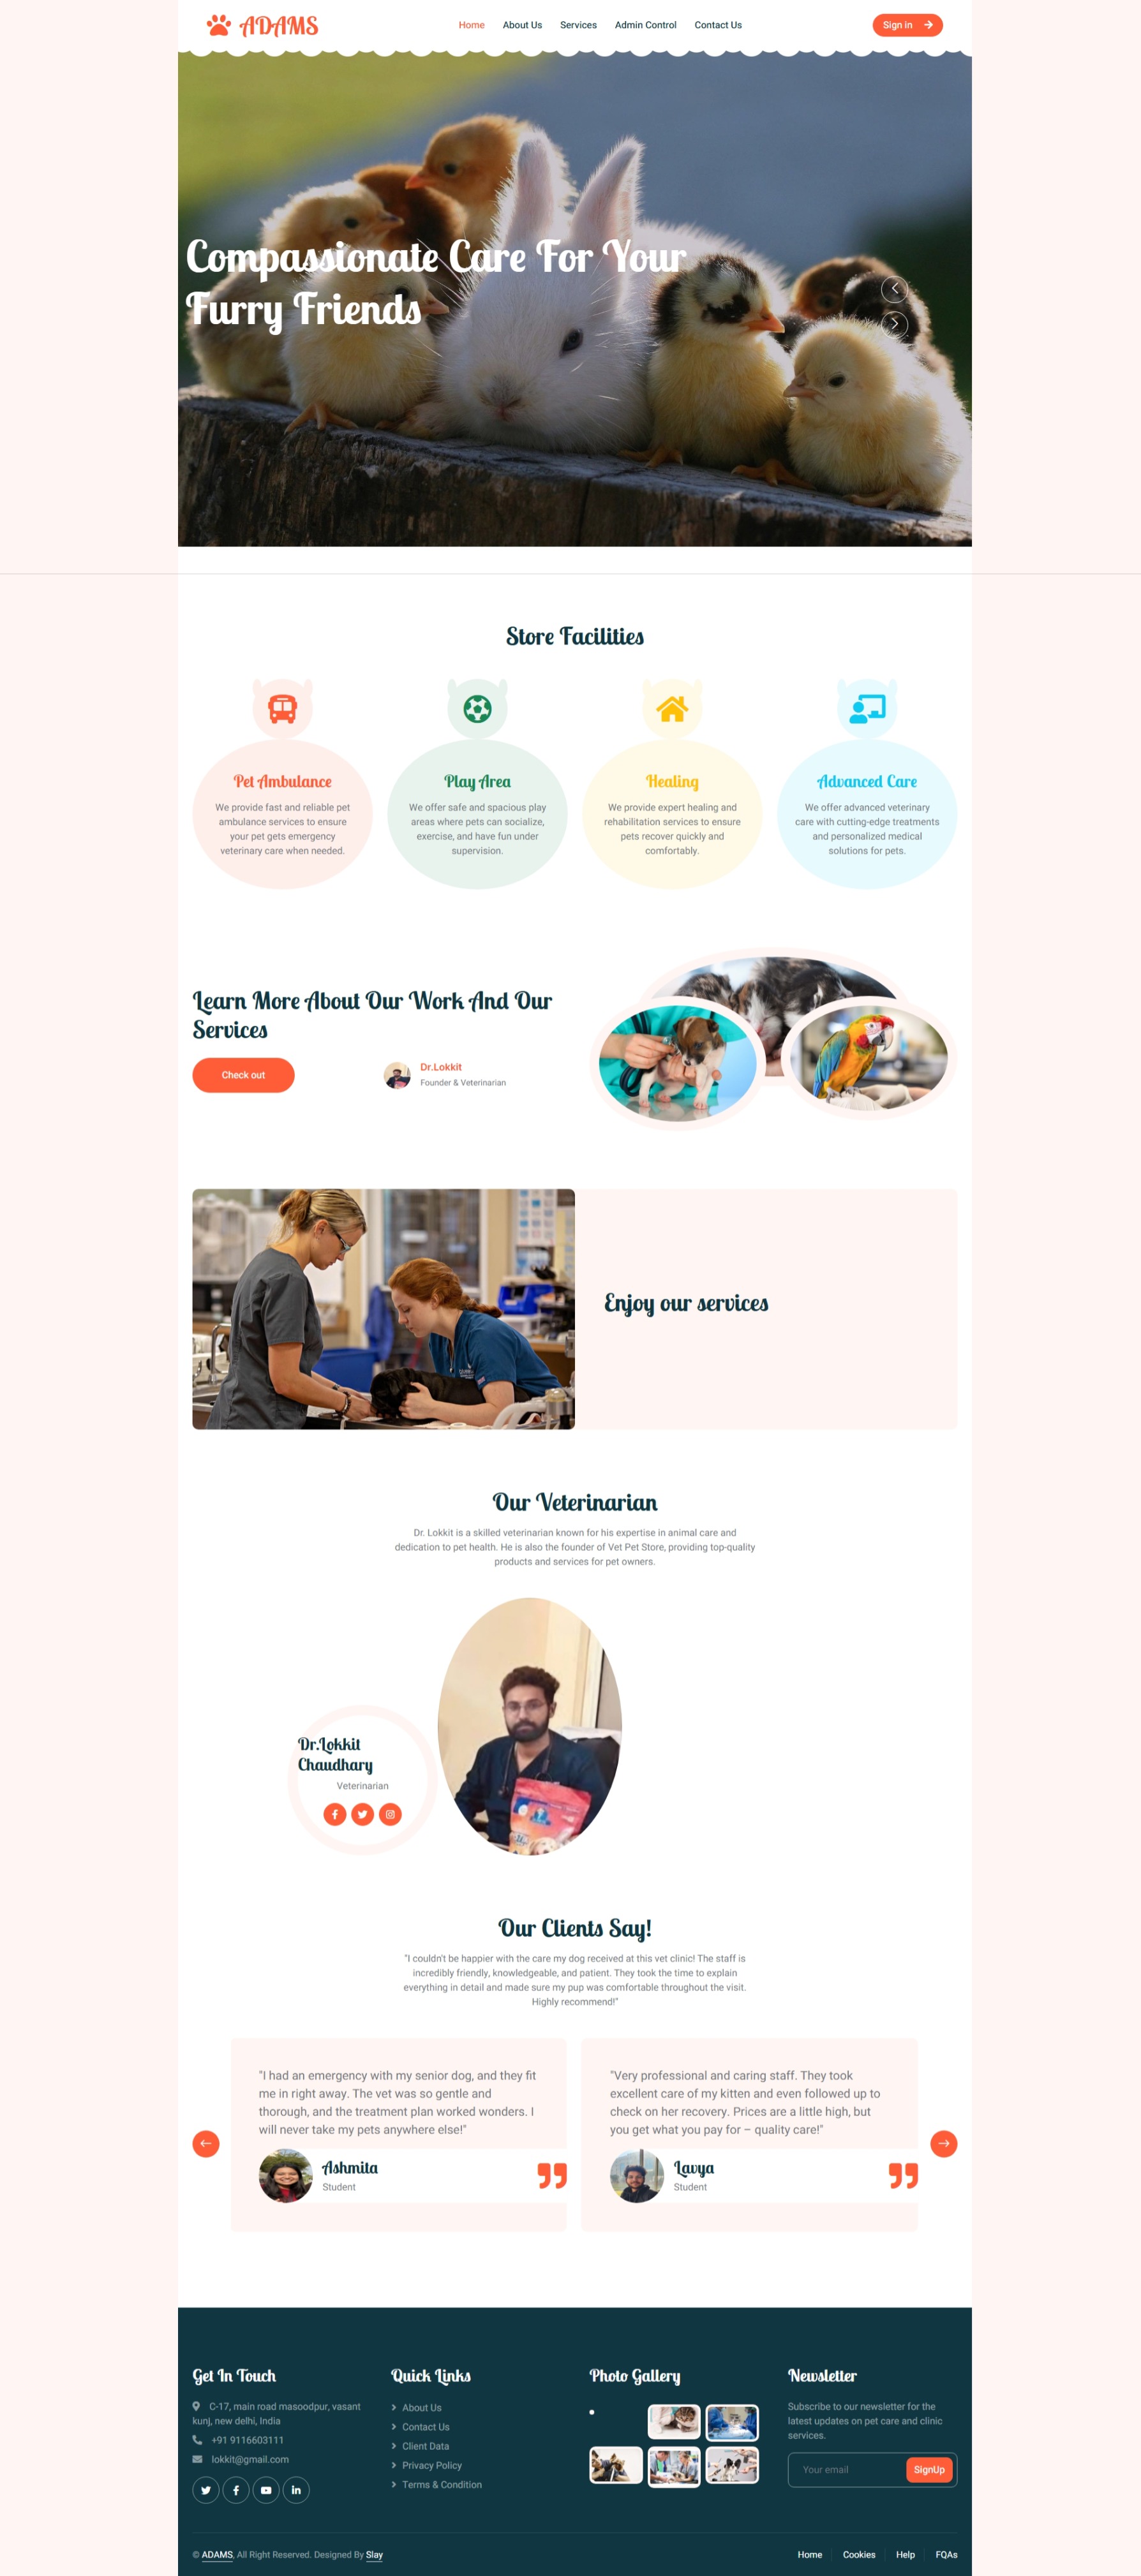 ADAMS
Home About Us Services Admin Control Contact Us
Sign in
Compassionate Care For Your
Furry Friends
Store Facilities
Pet Ambulance
We provide fast and reliable pet
ambulance services to ensure
your pet gets emergency
veterinary care when needed.
Play Area
We offer safe and spacious play
areas where pets can socialize,
exercise, and have fun under
supervision.
Healing
We provide expert healing and
rehabilitation services to ensure
pets recover quickly and
comfortably.
Advanced Care
We offer advanced veterinary
care with cutting-edge treatments
and personalized medical
solutions for pets.
Learn More About Our Work And Our
Services
Check out
Dr.Lokkit
Founder & Veterinarian
Enjoy our services
Our Veterinarian
Dr. Lokkit is a skilled veterinarian known for his expertise in animal care and
dedication to pet health. He is also the founder of Vet Pet Store, providing top-quality
products and services for pet owners.
Dr.Lokkit
Chaudhary
Veterinarian
Our Clients Say!
"I couldn't be happier with the care my dog received at this vet clinic! The staff is
incredibly friendly, knowledgeable, and patient. They took the time to explain
everything in detail and made sure my pup was comfortable throughout the visit.
Highly recommend!"
"I had an emergency with my senior dog, and they fit
me in right away. The vet was so gentle and
thorough, and the treatment plan worked wonders. I
will never take my pets anywhere else!"
Ashmita
Student
"Very professional and caring staff. They took
excellent care of my kitten and even followed up to
check on her recovery. Prices are a little high, but
you get what you pay for – quality care!"
Lavya
Student
Get In Touch
C-17, main road masoodpur, vasant
kunj, new delhi, India
+91 9116603111
lokkit@gmail.com
Quick Links
About Us
Contact Us
Client Data
Privacy Policy
Terms & Condition
Photo Gallery
Newsletter
Subscribe to our newsletter for the
latest updates on pet care and clinic
services.
Your email
SignUp
© ADAMS, All Right Reserved. Designed By Slay
Home Cookies Help FQAs